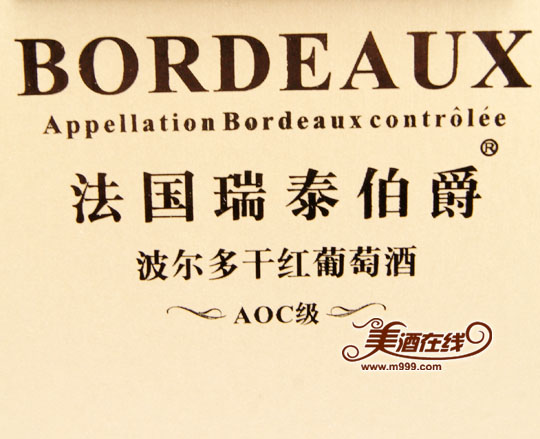 BORDEAUX
Appellation Bordeaux contrôlée
®
法国瑞泰伯爵
波尔多干红葡萄酒
AOC级
美酒在线
www.m999.com